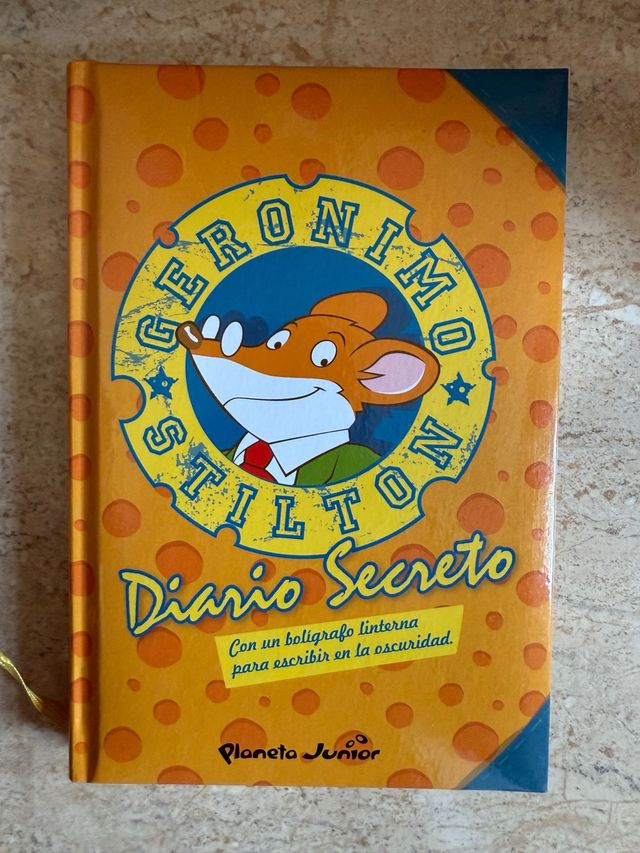 GERONIMO
STILTON
Diario Secreto
Con un bolígrafo linterna
para escribir en la oscuridad.
Planeta Junior